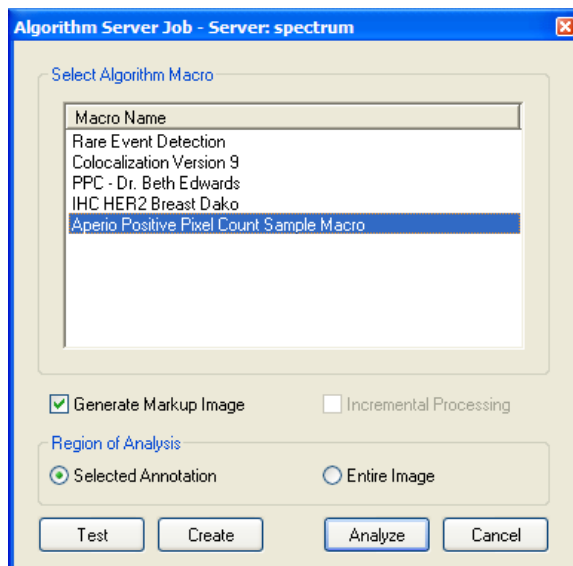 Algorithm Server Job - Server: spectrum
Select Algorithm Macro
Macro Name
Rare Event Detection
Colocalization Version 9
PPC - Dr. Beth Edwards
IHC HER2 Breast Dako
Aperio Positive Pixel Count Sample Macro
Generate Markup Image Incremental Processing
Region of Analysis
Selected Annotation Entire Image
Test Create Analyze Cancel